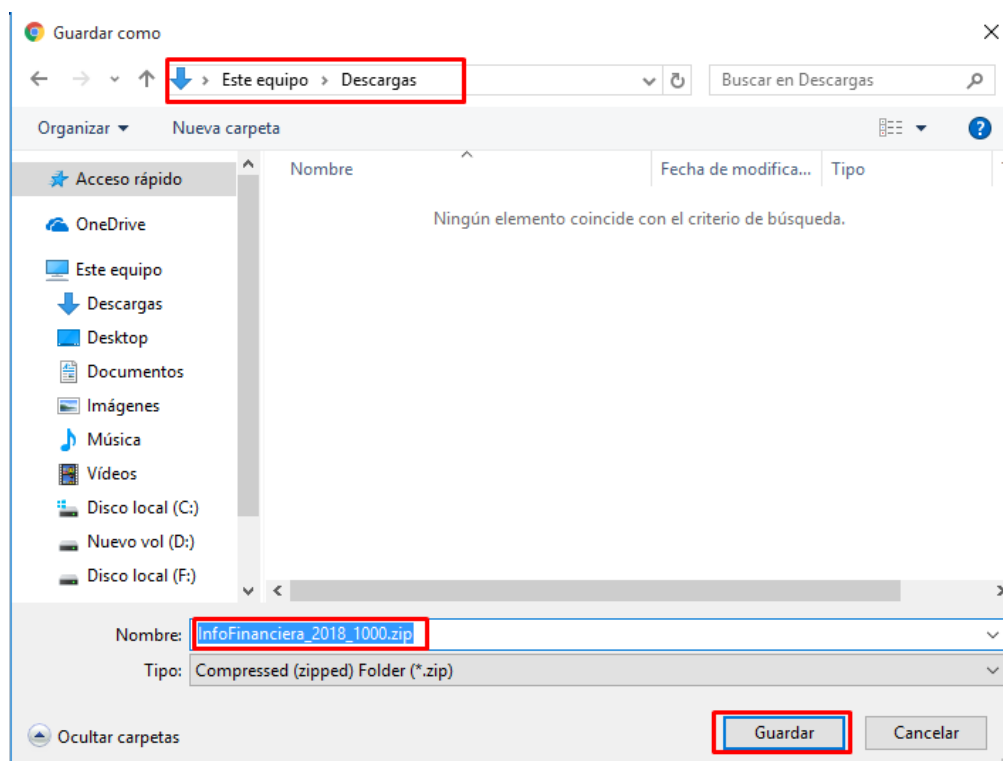 Guardar como
Este equipo > Descargas
Buscar en Descargas
Organizar
Nueva carpeta
Nombre
Fecha de modifica...
Tipo
Ningún elemento coincide con el criterio de búsqueda.
Acceso rápido
OneDrive
Este equipo
Descargas
Desktop
Documentos
Imágenes
Música
Vídeos
Disco local (C:)
Nuevo vol (D:)
Disco local (F:)
Nombre: InfoFinanciera_2018_1000.zip
Tipo: Compressed (zipped) Folder (*.zip)
Ocultar carpetas
Guardar
Cancelar